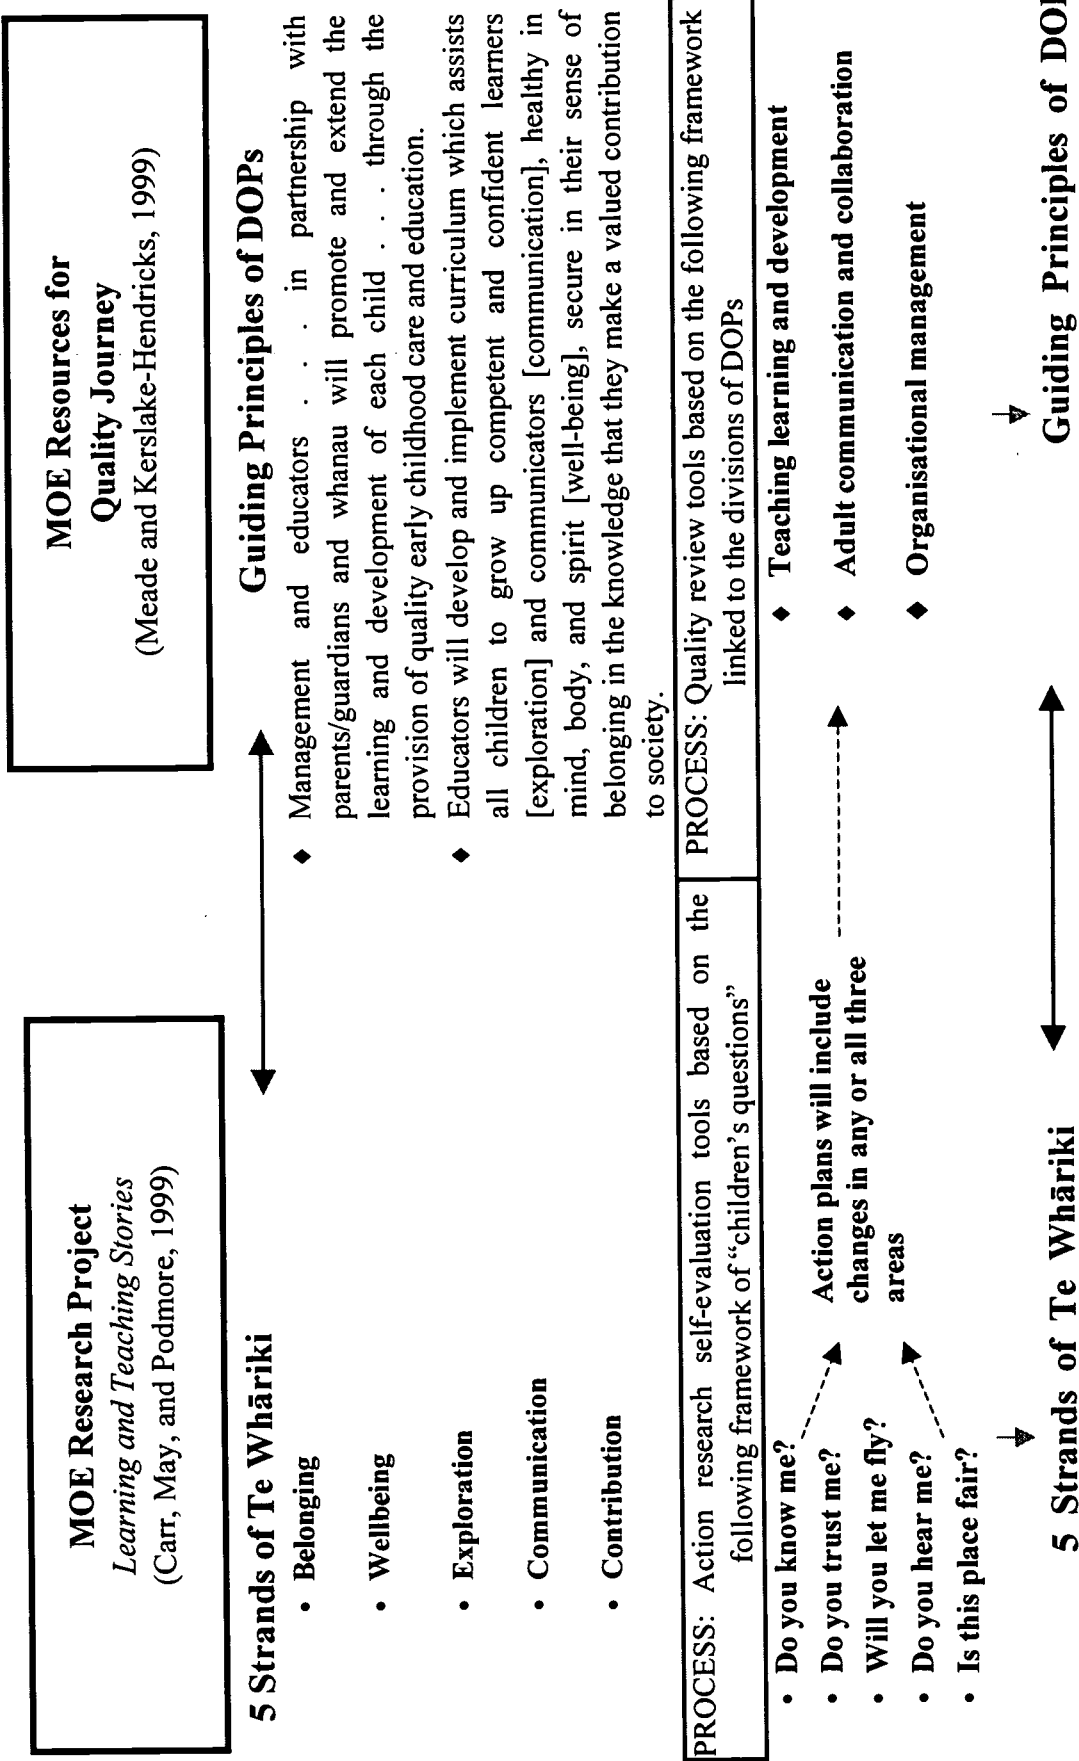 MOE Research Project
Learning and Teaching Stories
(Carr, May, and Podmore, 1999)
MOE Resources for
Quality Journey
(Meade and Kerslake-Hendricks, 1999)
5 Strands of Te Whāriki
• Belonging
• Wellbeing
• Exploration
• Communication
• Contribution
Guiding Principles of DOPs
♦ Management and educators . . . in partnership with
parents/guardians and whanau will promote and extend the
learning and development of each child . . . through the
provision of quality early childhood care and education.
♦ Educators will develop and implement curriculum which assists
all children to grow up competent and confident learners
[exploration] and communicators [communication], healthy in
mind, body, and spirit [well-being], secure in their sense of
belonging in the knowledge that they make a valued contribution
to society.
PROCESS: Action research self-evaluation tools based on the
following framework of “children’s questions”
PROCESS: Quality review tools based on the following framework
linked to the divisions of DOPs
• Do you know me?
• Do you trust me?
• Will you let me fly?
• Do you hear me?
• Is this place fair?
Action plans will include
changes in any or all three
areas
♦ Teaching learning and development
♦ Adult communication and collaboration
♦ Organisational management
5 Strands of Te Whāriki
Guiding Principles of